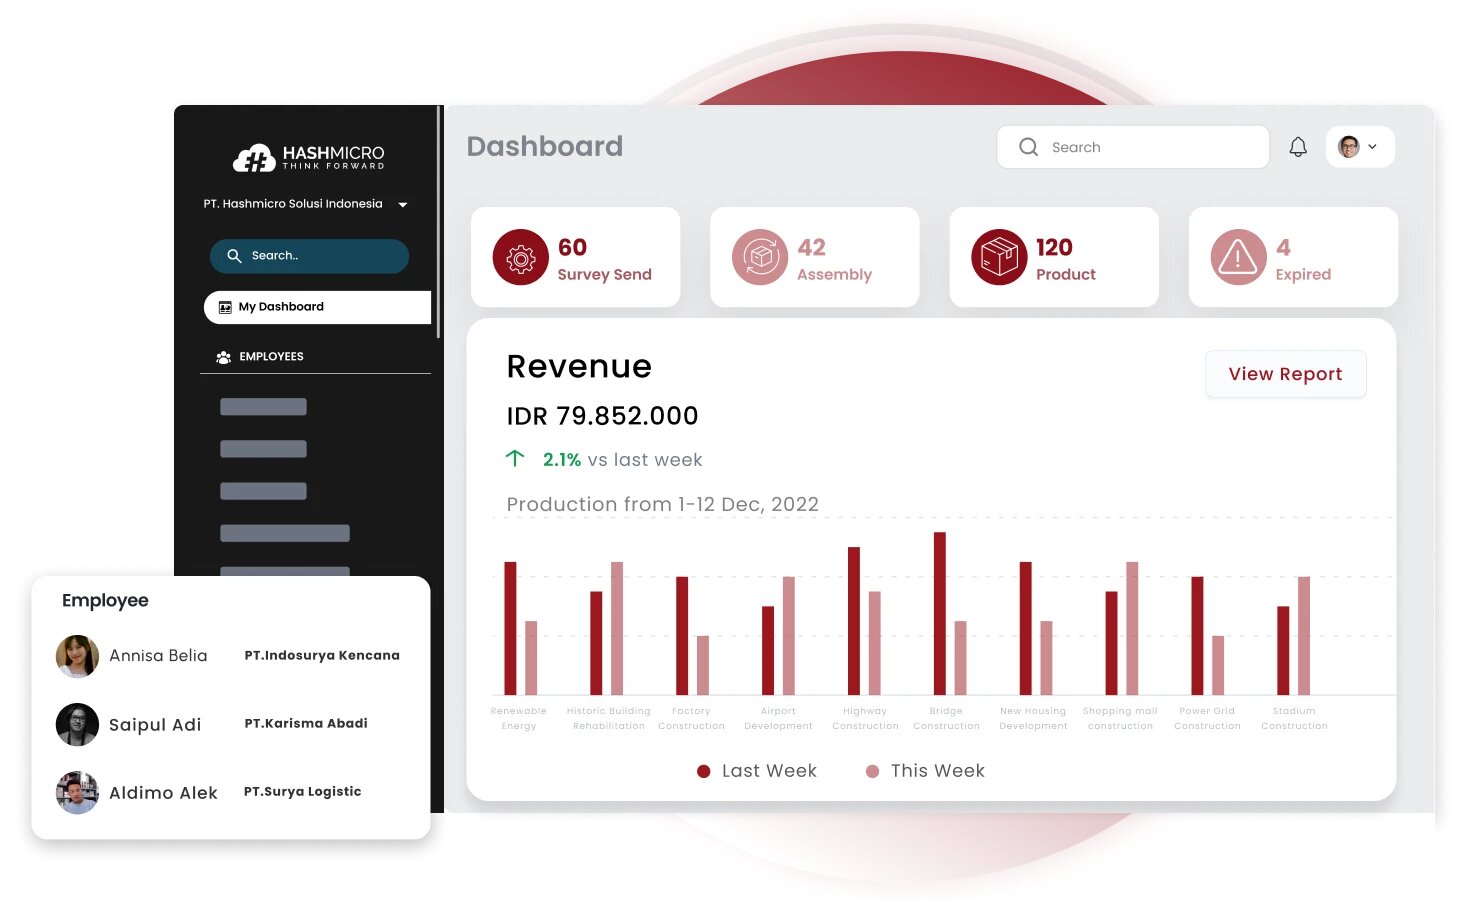 HASHMICRO
THINK FORWARD
PT. Hashmicro Solusi Indonesia
Search..
My Dashboard
EMPLOYEES
Dashboard
Search
60
Survey Send
42
Assembly
120
Product
4
Expired
Revenue
View Report
IDR 79.852.000
2.1% vs last week
Production from 1-12 Dec, 2022
Renewable
Energy
Historic Building
Rehabilitation
Factory
Construction
Airport
Development
Highway
Construction
Bridge
Construction
New Housing
Development
Shopping mall
construction
Power Grid
Construction
Stadium
Construction
Last Week
This Week
Employee
Annisa Belia PT.Indosurya Kencana
Saipul Adi PT.Karisma Abadi
Aldimo Alek PT.Surya Logistic